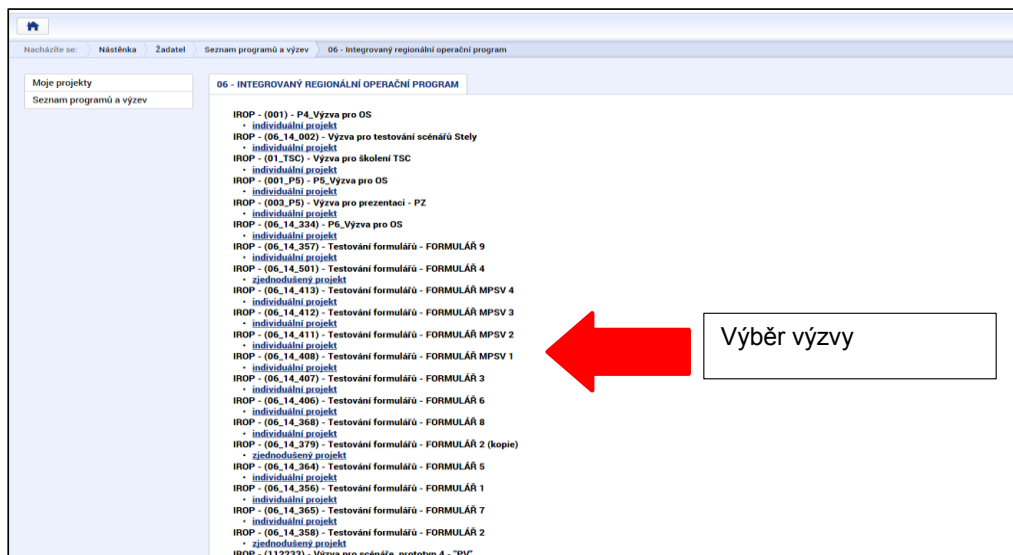 Nacházíte se: Nástěnka Žadatel Seznam programů a výzev 06 - Integrovaný regionální operační program
Moje projekty
Seznam programů a výzev
06 - INTEGROVANÝ REGIONÁLNÍ OPERAČNÍ PROGRAM
IROP - (001) - P4_Výzva pro OS
• individuální projekt
IROP - (06_14_002) - Výzva pro testování scénářů Stely
• individuální projekt
IROP - (01_TSC) - Výzva pro školení TSC
• individuální projekt
IROP - (001_P5) - P5_Výzva pro OS
• individuální projekt
IROP - (003_P5) - Výzva pro prezentaci - PZ
• individuální projekt
IROP - (06_14_334) - P6_Výzva pro OS
• individuální projekt
IROP - (06_14_357) - Testování formulářů - FORMULÁŘ 9
• individuální projekt
IROP - (06_14_501) - Testování formulářů - FORMULÁŘ 4
• zjednodušený projekt
IROP - (06_14_413) - Testování formulářů - FORMULÁŘ MPSV 4
• individuální projekt
IROP - (06_14_412) - Testování formulářů - FORMULÁŘ MPSV 3
• individuální projekt
IROP - (06_14_411) - Testování formulářů - FORMULÁŘ MPSV 2
• individuální projekt
IROP - (06_14_408) - Testování formulářů - FORMULÁŘ MPSV 1
• individuální projekt
IROP - (06_14_407) - Testování formulářů - FORMULÁŘ 3
• individuální projekt
IROP - (06_14_406) - Testování formulářů - FORMULÁŘ 6
• individuální projekt
IROP - (06_14_368) - Testování formulářů - FORMULÁŘ 8
• individuální projekt
IROP - (06_14_379) - Testování formulářů - FORMULÁŘ 2 (kopie)
• zjednodušený projekt
IROP - (06_14_364) - Testování formulářů - FORMULÁŘ 5
• individuální projekt
IROP - (06_14_356) - Testování formulářů - FORMULÁŘ 1
• individuální projekt
IROP - (06_14_365) - Testování formulářů - FORMULÁŘ 7
• individuální projekt
IROP - (06_14_358) - Testování formulářů - FORMULÁŘ 2
• zjednodušený projekt
IROP - (112233) - Výzva pro scénáře, prototyp 4 - "PV"
Výběr výzvy